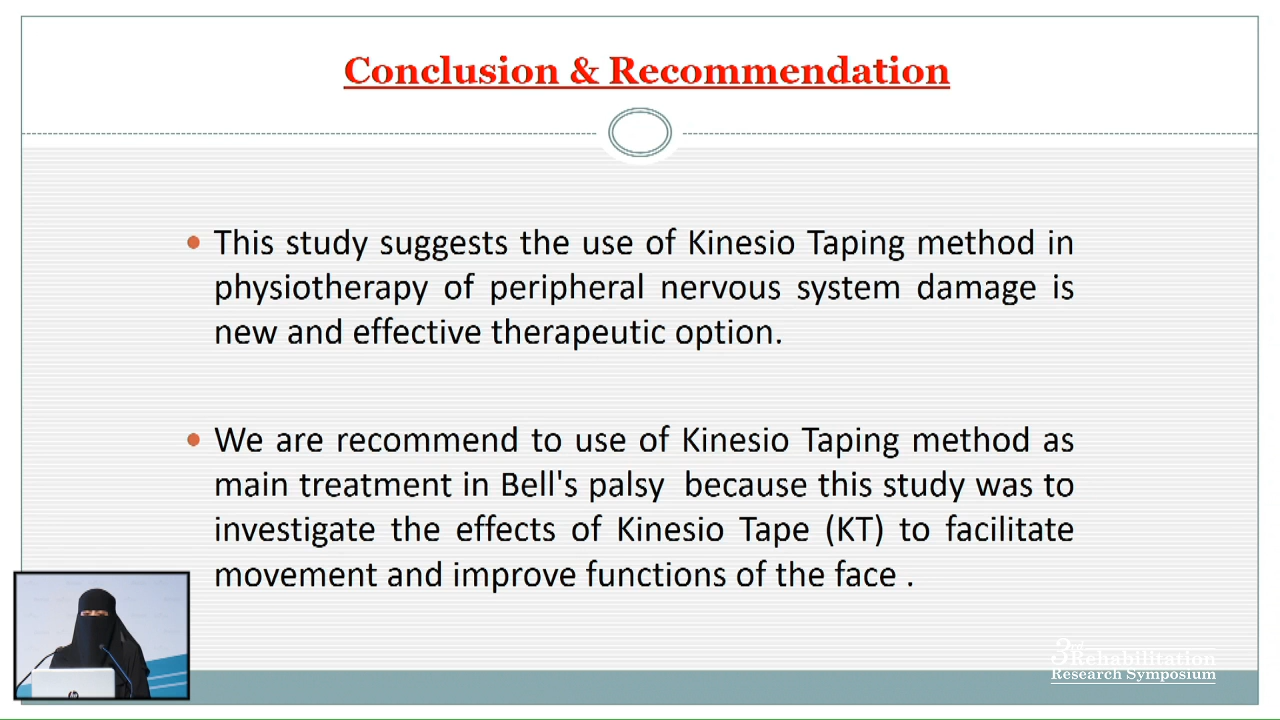 Conclusion & Recommendation
This study suggests the use of Kinesio Taping method in
physiotherapy of peripheral nervous system damage is
new and effective therapeutic option.
We are recommend to use of Kinesio Taping method as
main treatment in Bell's palsy because this study was to
investigate the effects of Kinesio Tape (KT) to facilitate
movement and improve functions of the face .
3rd
Rehabilitation
Research Symposium
hp